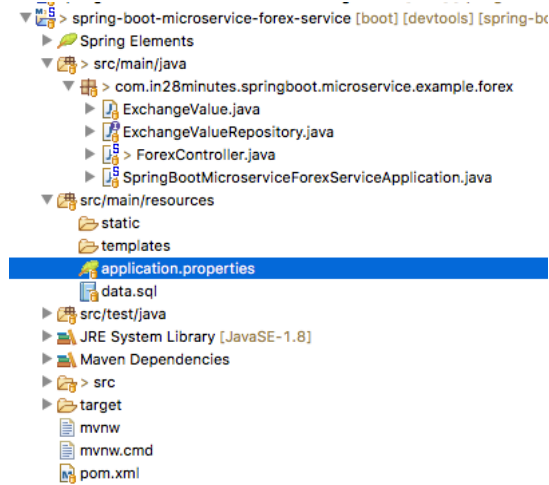 > spring-boot-microservice-forex-service [boot] [devtools] [spring-bo
Spring Elements
> src/main/java
> com.in28minutes.springboot.microservice.example.forex
ExchangeValue.java
ExchangeValueRepository.java
> ForexController.java
SpringBootMicroserviceForexServiceApplication.java
src/main/resources
static
templates
application.properties
data.sql
src/test/java
JRE System Library [JavaSE-1.8]
Maven Dependencies
> src
target
mvnw
mvnw.cmd
pom.xml